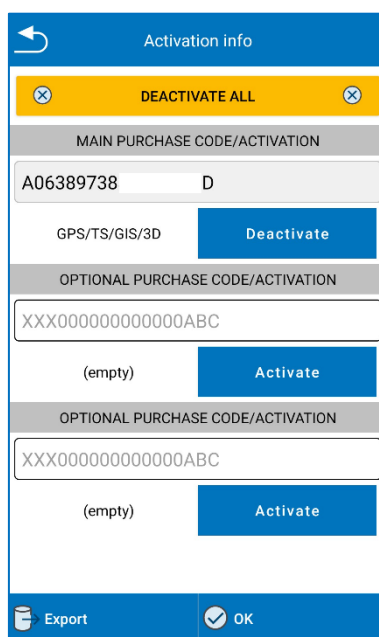 Activation info
DEACTIVATE ALL
MAIN PURCHASE CODE/ACTIVATION
A06389738 D
GPS/TS/GIS/3D Deactivate
OPTIONAL PURCHASE CODE/ACTIVATION
XXX000000000000ABC
(empty) Activate
OPTIONAL PURCHASE CODE/ACTIVATION
XXX000000000000ABC
(empty) Activate
Export OK